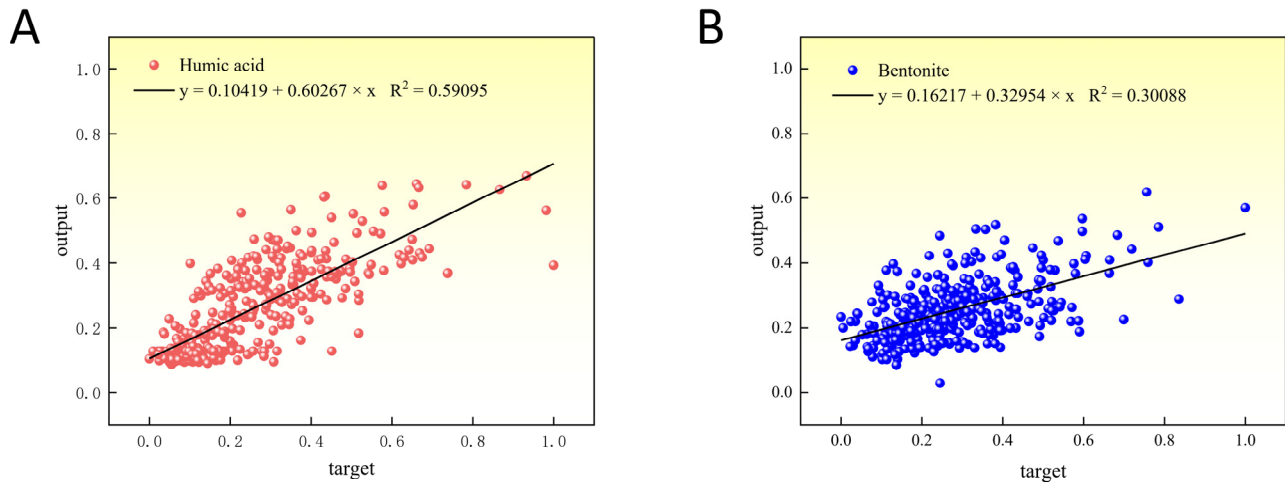 A
Humic acid
y = 0.10419 + 0.60267 × x R² = 0.59095
1.0
0.8
0.6
0.4
0.2
0.0
output
0.0 0.2 0.4 0.6 0.8 1.0
target
B
Bentonite
y = 0.16217 + 0.32954 × x R² = 0.30088
1.0
0.8
0.6
0.4
0.2
0.0
output
0.0 0.2 0.4 0.6 0.8 1.0
target